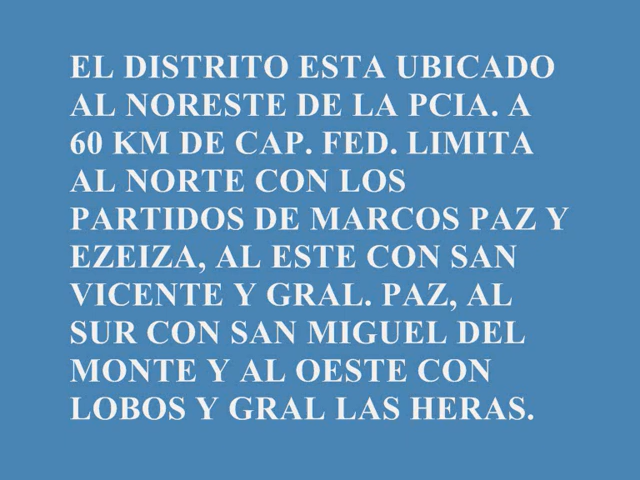 EL DISTRITO ESTA UBICADO
AL NORESTE DE LA PCIA. A
60 KM DE CAP. FED. LIMITA
AL NORTE CON LOS
PARTIDOS DE MARCOS PAZ Y
EZEIZA, AL ESTE CON SAN
VICENTE Y GRAL. PAZ, AL
SUR CON SAN MIGUEL DEL
MONTE Y AL OESTE CON
LOBOS Y GRAL LAS HERAS.